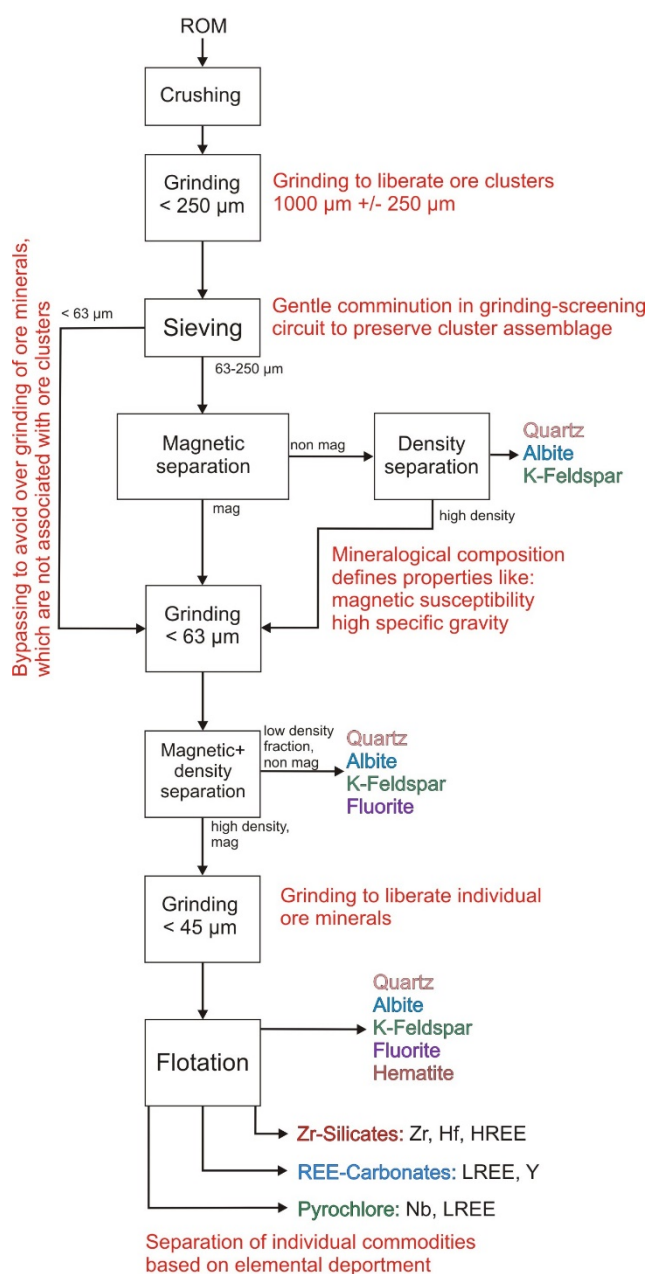 ROM
Crushing
Grinding
< 250 µm
Grinding to liberate ore clusters
1000 µm +/- 250 µm
Bypassing to avoid over grinding of ore minerals,
which are not associated with ore clusters
< 63 µm
Sieving
Gentle comminution in grinding-screening
circuit to preserve cluster assemblage
63-250 µm
Magnetic
separation
non mag
Density
separation
Quartz
Albite
K-Feldspar
mag
high density
Mineralogical composition
defines properties like:
magnetic susceptibility
high specific gravity
Grinding
< 63 µm
Magnetic+
density
separation
low density
fraction,
non mag
Quartz
Albite
K-Feldspar
Fluorite
high density,
mag
Grinding
< 45 µm
Grinding to liberate individual
ore minerals
Flotation
Quartz
Albite
K-Feldspar
Fluorite
Hematite
Zr-Silicates: Zr, Hf, HREE
REE-Carbonates: LREE, Y
Pyrochlore: Nb, LREE
Separation of individual commodities
based on elemental deportment